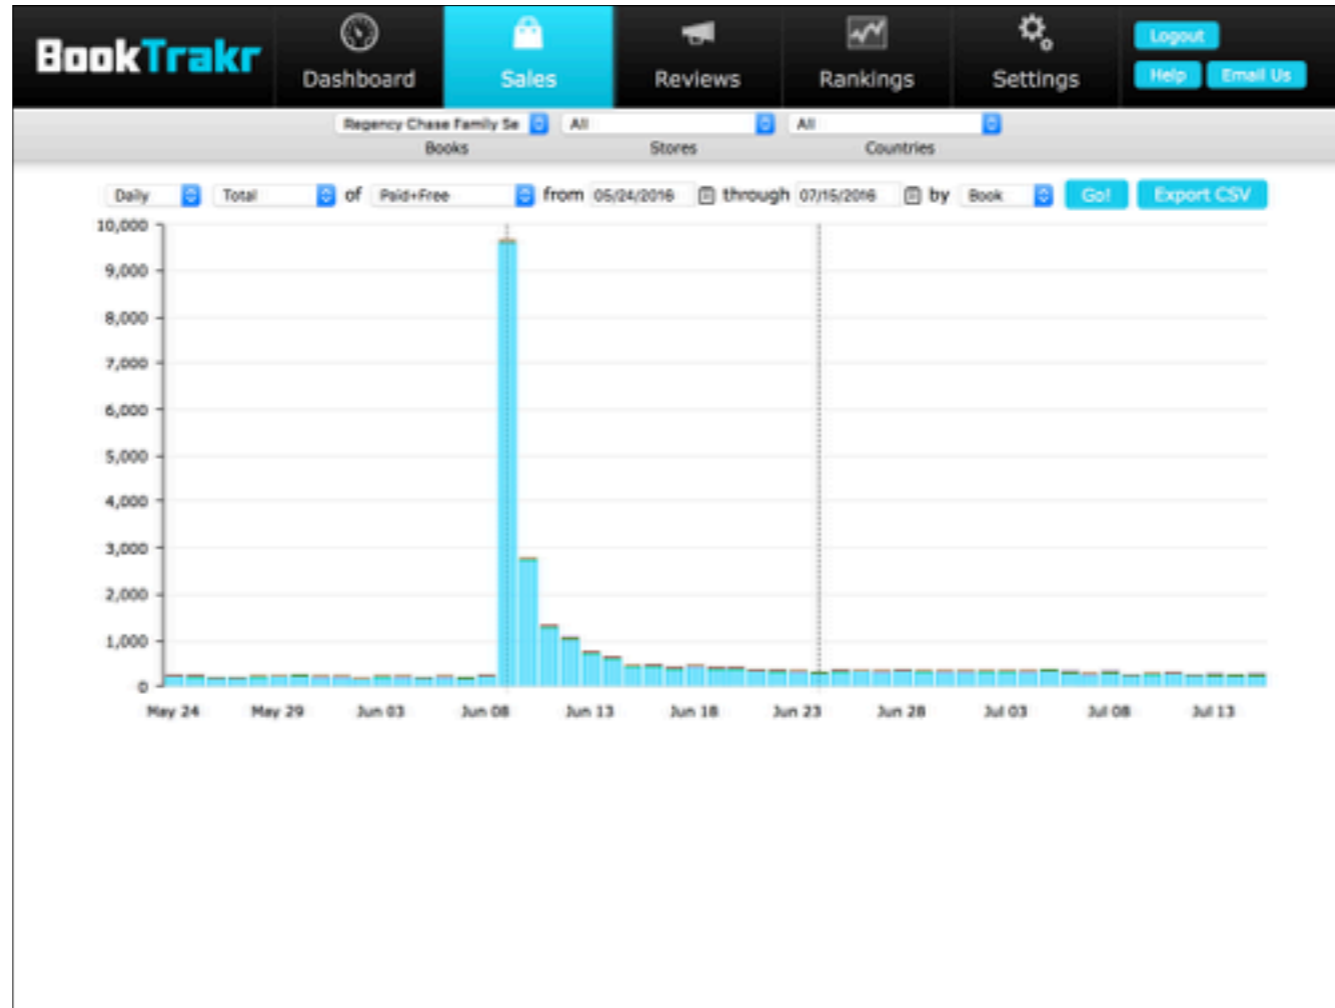 BookTrakr
Dashboard Sales Reviews Rankings Settings
Logout
Help Email Us
Regency Chase Family Se All All
Books Stores Countries
Daily Total of Paid+Free from 05/24/2016 through 07/15/2016 by Book Go! Export CSV
10,000
9,000
8,000
7,000
6,000
5,000
4,000
3,000
2,000
1,000
0
May 24 May 29 Jun 03 Jun 08 Jun 13 Jun 18 Jun 23 Jun 28 Jul 03 Jul 08 Jul 13